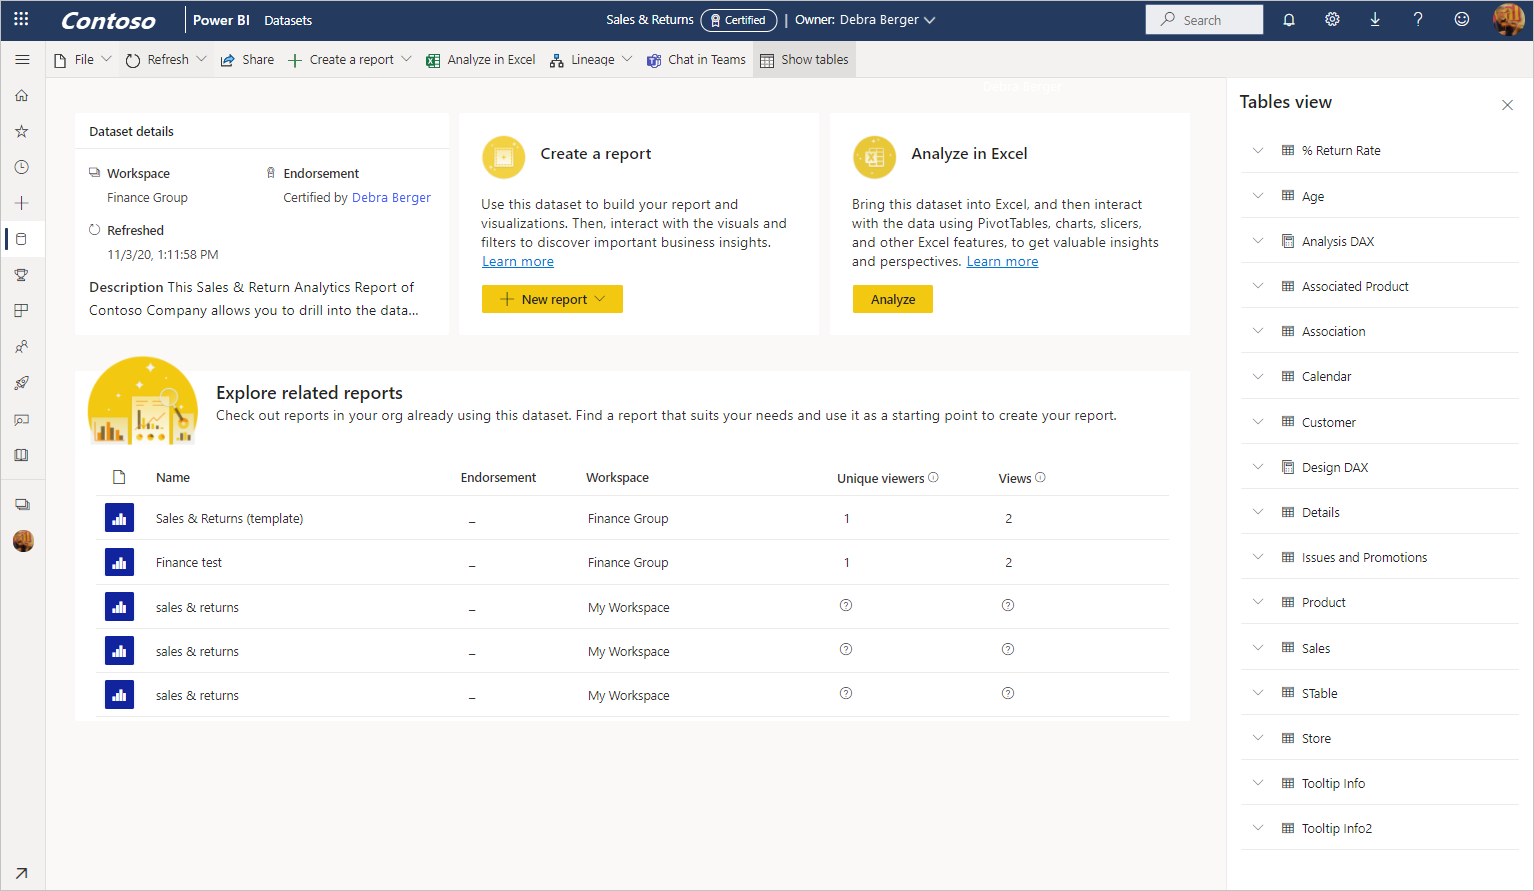 Contoso Power BI Datasets Sales & Returns Certified | Owner: Debra Berger Search
File Refresh Share Create a report Analyze in Excel Lineage Chat in Teams Show tables
Debra Berger
Dataset details
Workspace Endorsement
Finance Group Certified by Debra Berger
Refreshed
11/3/20, 1:11:58 PM
Description This Sales & Return Analytics Report of
Contoso Company allows you to drill into the data...
Create a report
Use this dataset to build your report and
visualizations. Then, interact with the visuals and
filters to discover important business insights.
Learn more
New report
Analyze in Excel
Bring this dataset into Excel, and then interact
with the data using PivotTables, charts, slicers,
and other Excel features, to get valuable insights
and perspectives. Learn more
Analyze
Explore related reports
Check out reports in your org already using this dataset. Find a report that suits your needs and use it as a starting point to create your report.
Name Endorsement Workspace Unique viewers Views
Sales & Returns (template) – Finance Group 1 2
Finance test – Finance Group 1 2
sales & returns – My Workspace
sales & returns – My Workspace
sales & returns – My Workspace
Tables view
% Return Rate
Age
Analysis DAX
Associated Product
Association
Calendar
Customer
Design DAX
Details
Issues and Promotions
Product
Sales
STable
Store
Tooltip Info
Tooltip Info2